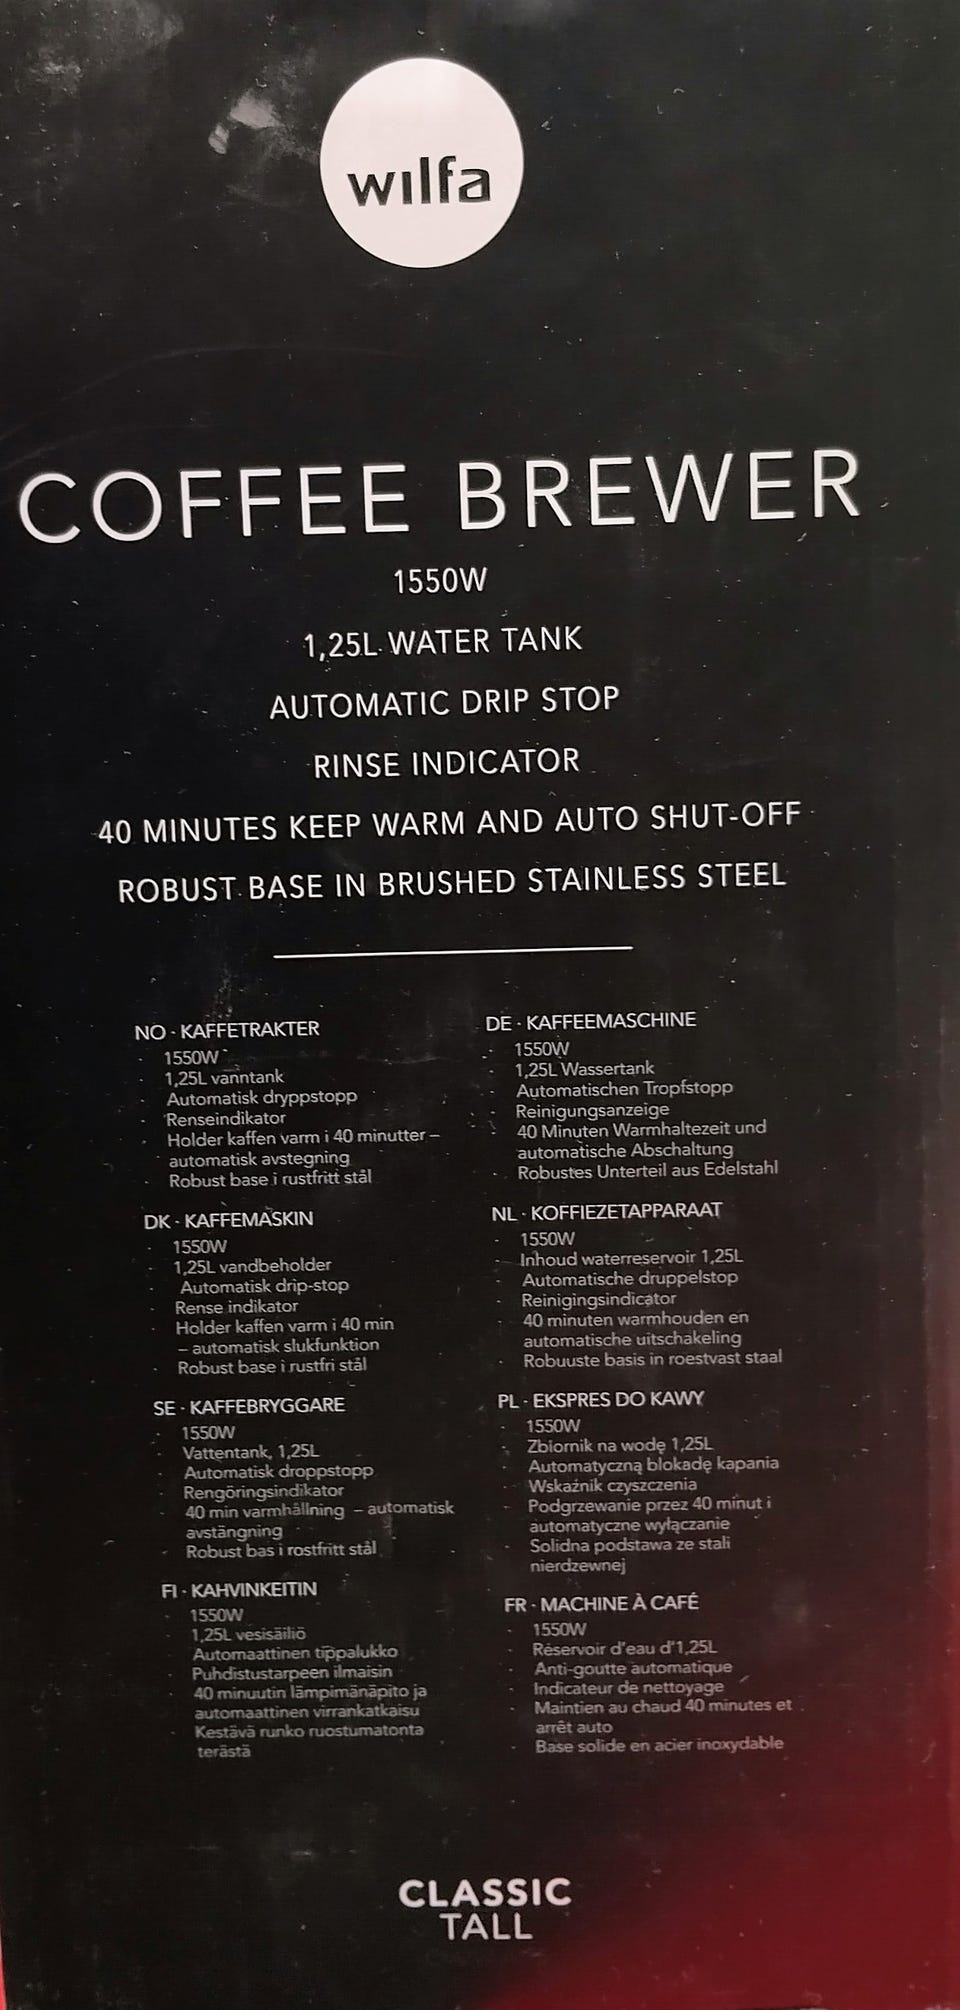 wilfa
COFFEE BREWER
1550W
1,25L WATER TANK
AUTOMATIC DRIP STOP
RINSE INDICATOR
40 MINUTES KEEP WARM AND AUTO SHUT-OFF
ROBUST BASE IN BRUSHED STAINLESS STEEL
NO · KAFFETRAKTER
· 1550W
· 1,25L vanntank
· Automatisk dryppstopp
· Renseindikator
· Holder kaffen varm i 40 minutter –
automatisk avstegning
· Robust base i rustfritt stål
DK · KAFFEMASKIN
· 1550W
· 1,25L vandbeholder
· Automatisk drip-stop
· Rense indikator
· Holder kaffen varm i 40 min
– automatisk slukfunktion
· Robust base i rustfri stål
SE · KAFFEBRYGGARE
· 1550W
· Vattentank, 1,25L
· Automatisk droppstopp
· Rengöringsindikator
· 40 min varmhållning – automatisk
avstängning
· Robust bas i rostfritt stål
FI · KAHVINKEITIN
· 1550W
· 1,25L vesisäiliö
· Automaattinen tippalukko
· Puhdistustarpeen ilmaisin
· 40 minuutin lämpimänäpito ja
automaattinen virrankatkaisu
· Kestävä runko ruostumatonta
terästä
DE · KAFFEEMASCHINE
· 1550W
· 1,25L Wassertank
· Automatischen Tropfstopp
· Reinigungsanzeige
· 40 Minuten Warmhaltezeit und
automatische Abschaltung
· Robustes Unterteil aus Edelstahl
NL · KOFFIEZETAPPARAAT
· 1550W
· Inhoud waterreservoir 1,25L
· Automatische druppelstop
· Reinigingsindicator
· 40 minuten warmhouden en
automatische uitschakeling
· Robuuste basis in roestvast staal
PL · EKSPRES DO KAWY
· 1550W
· Zbiornik na wodę 1,25L
· Automatyczną blokadę kapania
· Wskaźnik czyszczenia
· Podgrzewanie przez 40 minut i
automatyczne wyłączanie
· Solidna podstawa ze stali
nierdzewnej
FR · MACHINE À CAFÉ
· 1550W
· Réservoir d'eau d'1,25L
· Anti-goutte automatique
· Indicateur de nettoyage
· Maintien au chaud 40 minutes et
arrêt auto
· Base solide en acier inoxydable
CLASSIC
TALL